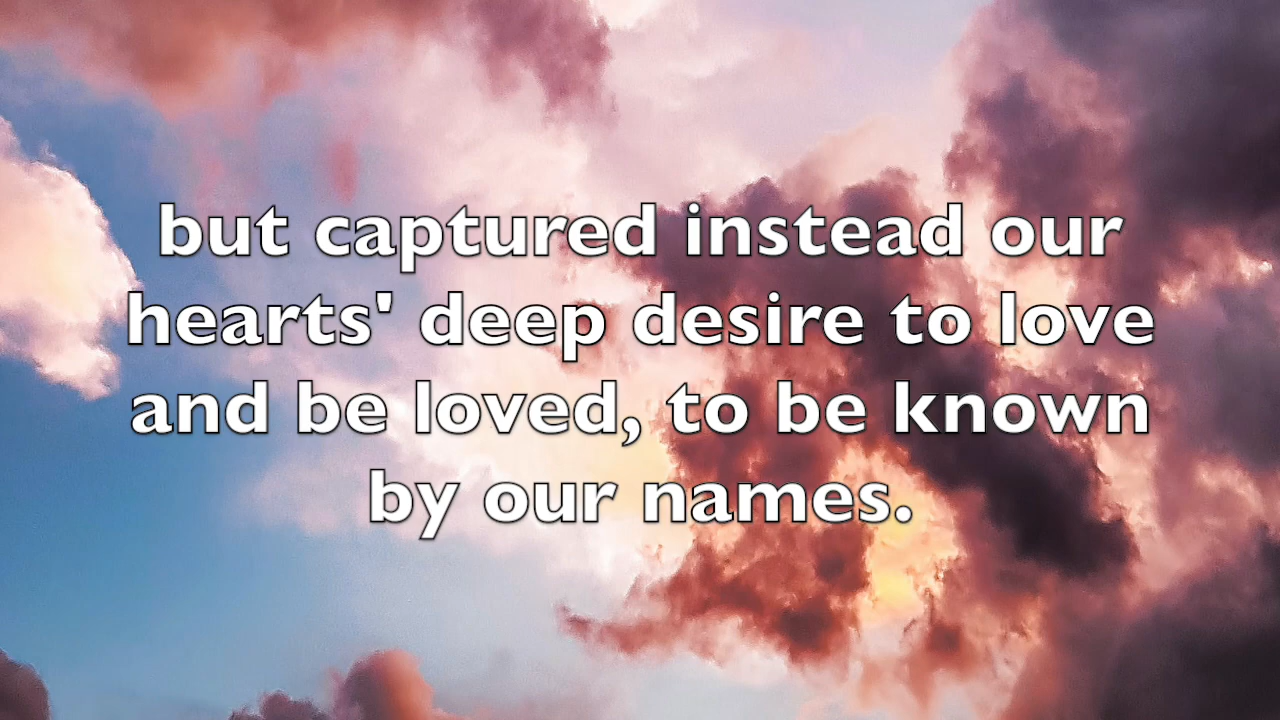 but captured instead our
hearts' deep desire to love
and be loved, to be known
by our names.